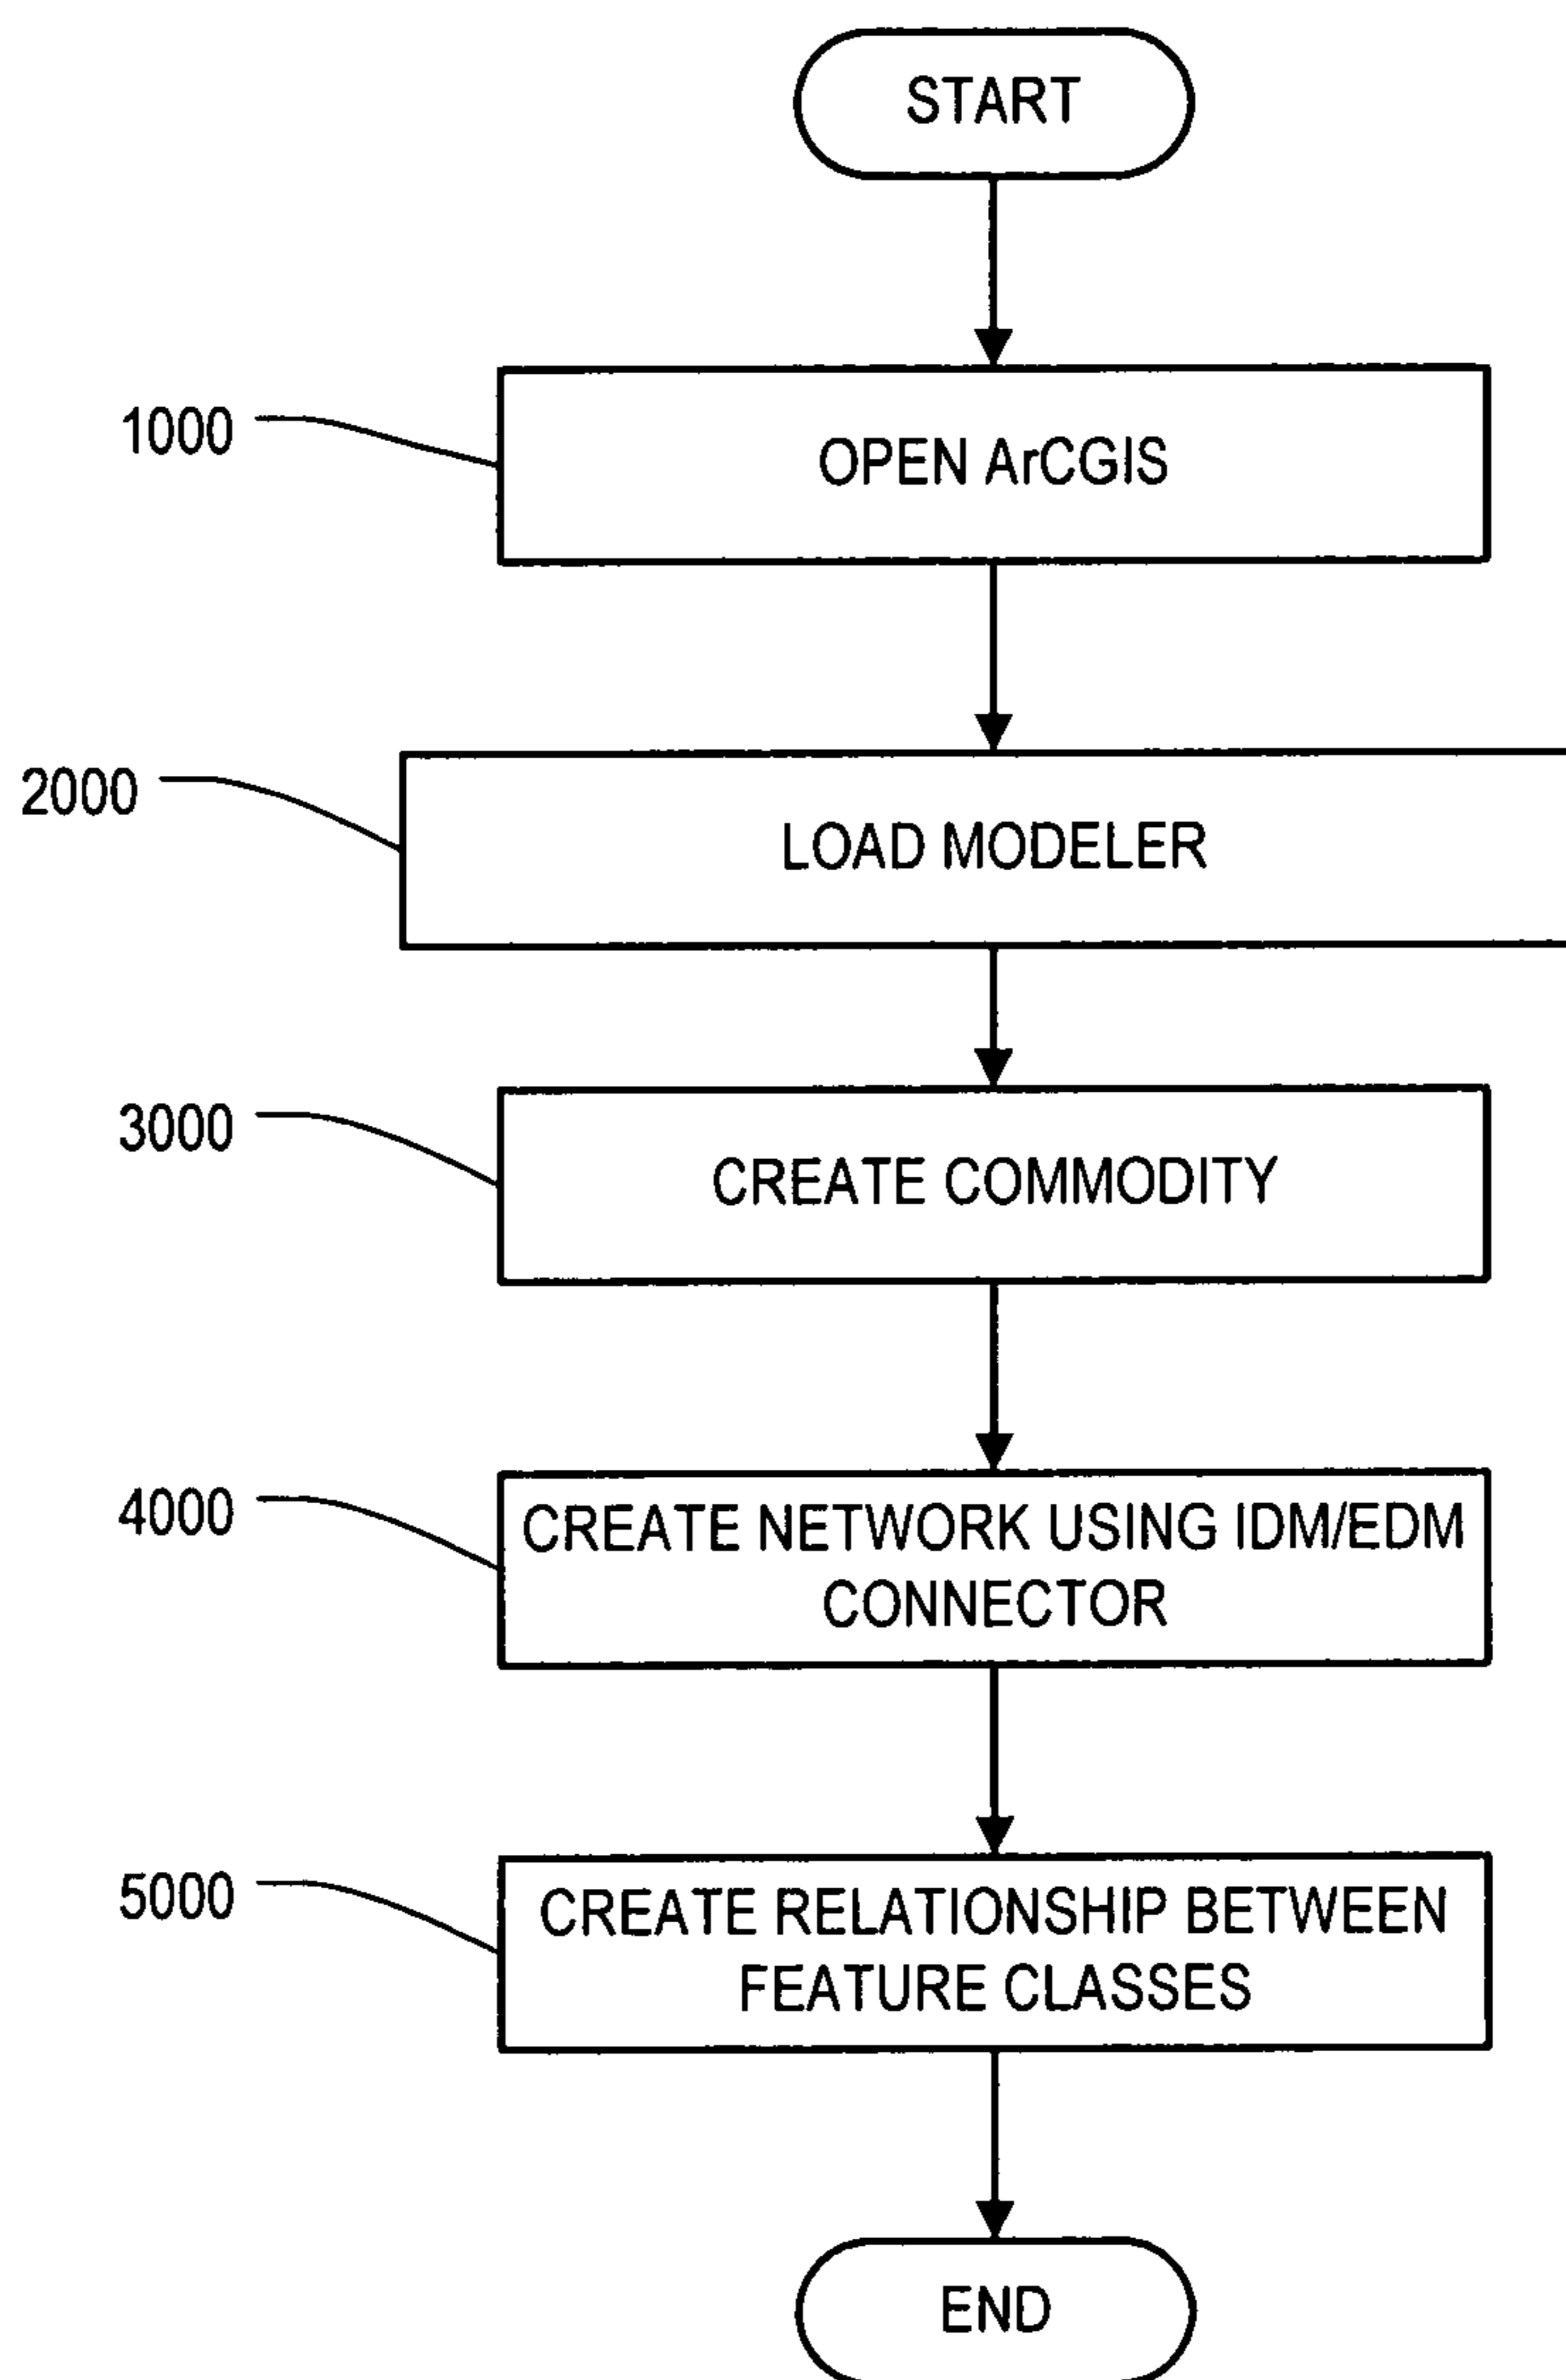 START
1000
OPEN ArCGIS
2000
LOAD MODELER
3000
CREATE COMMODITY
4000
CREATE NETWORK USING IDM/EDM
CONNECTOR
5000
CREATE RELATIONSHIP BETWEEN
FEATURE CLASSES
END